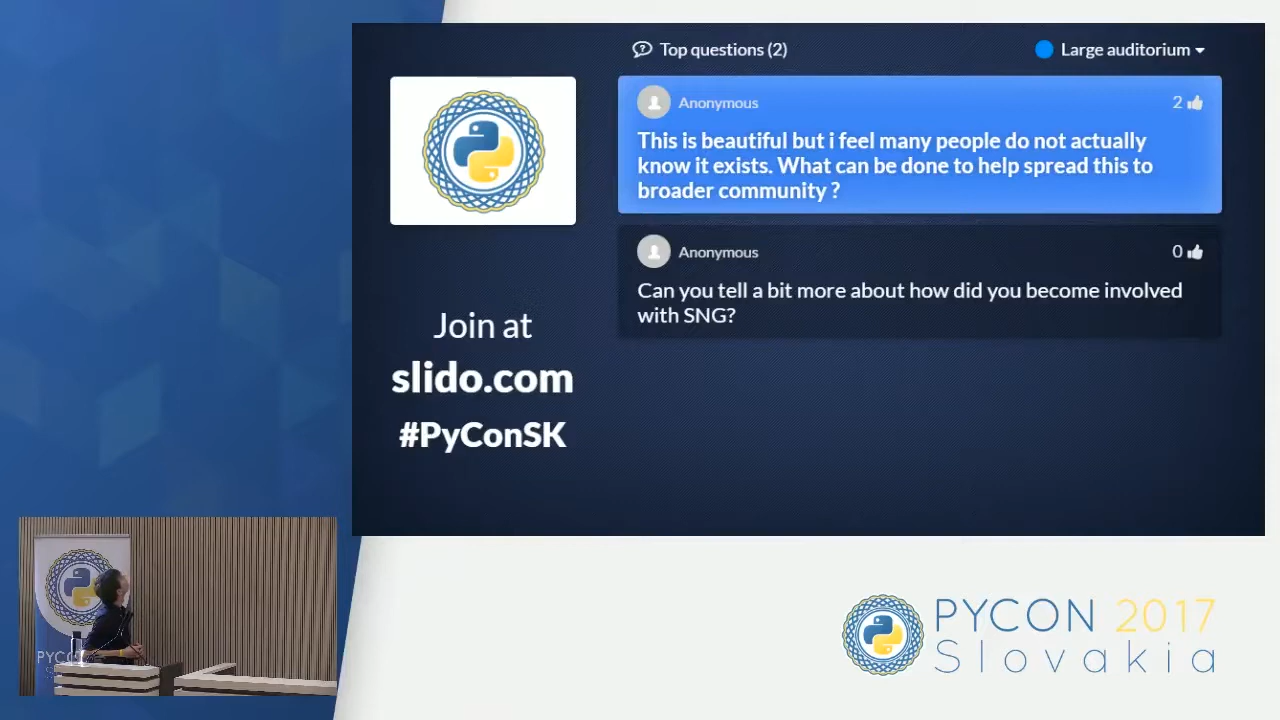 Top questions (2)
Large auditorium
Anonymous
2
This is beautiful but i feel many people do not actually
know it exists. What can be done to help spread this to
broader community ?
Anonymous
0
Can you tell a bit more about how did you become involved
with SNG?
Join at
slido.com
#PyConSK
PYCON 2017
Slovakia
PYC